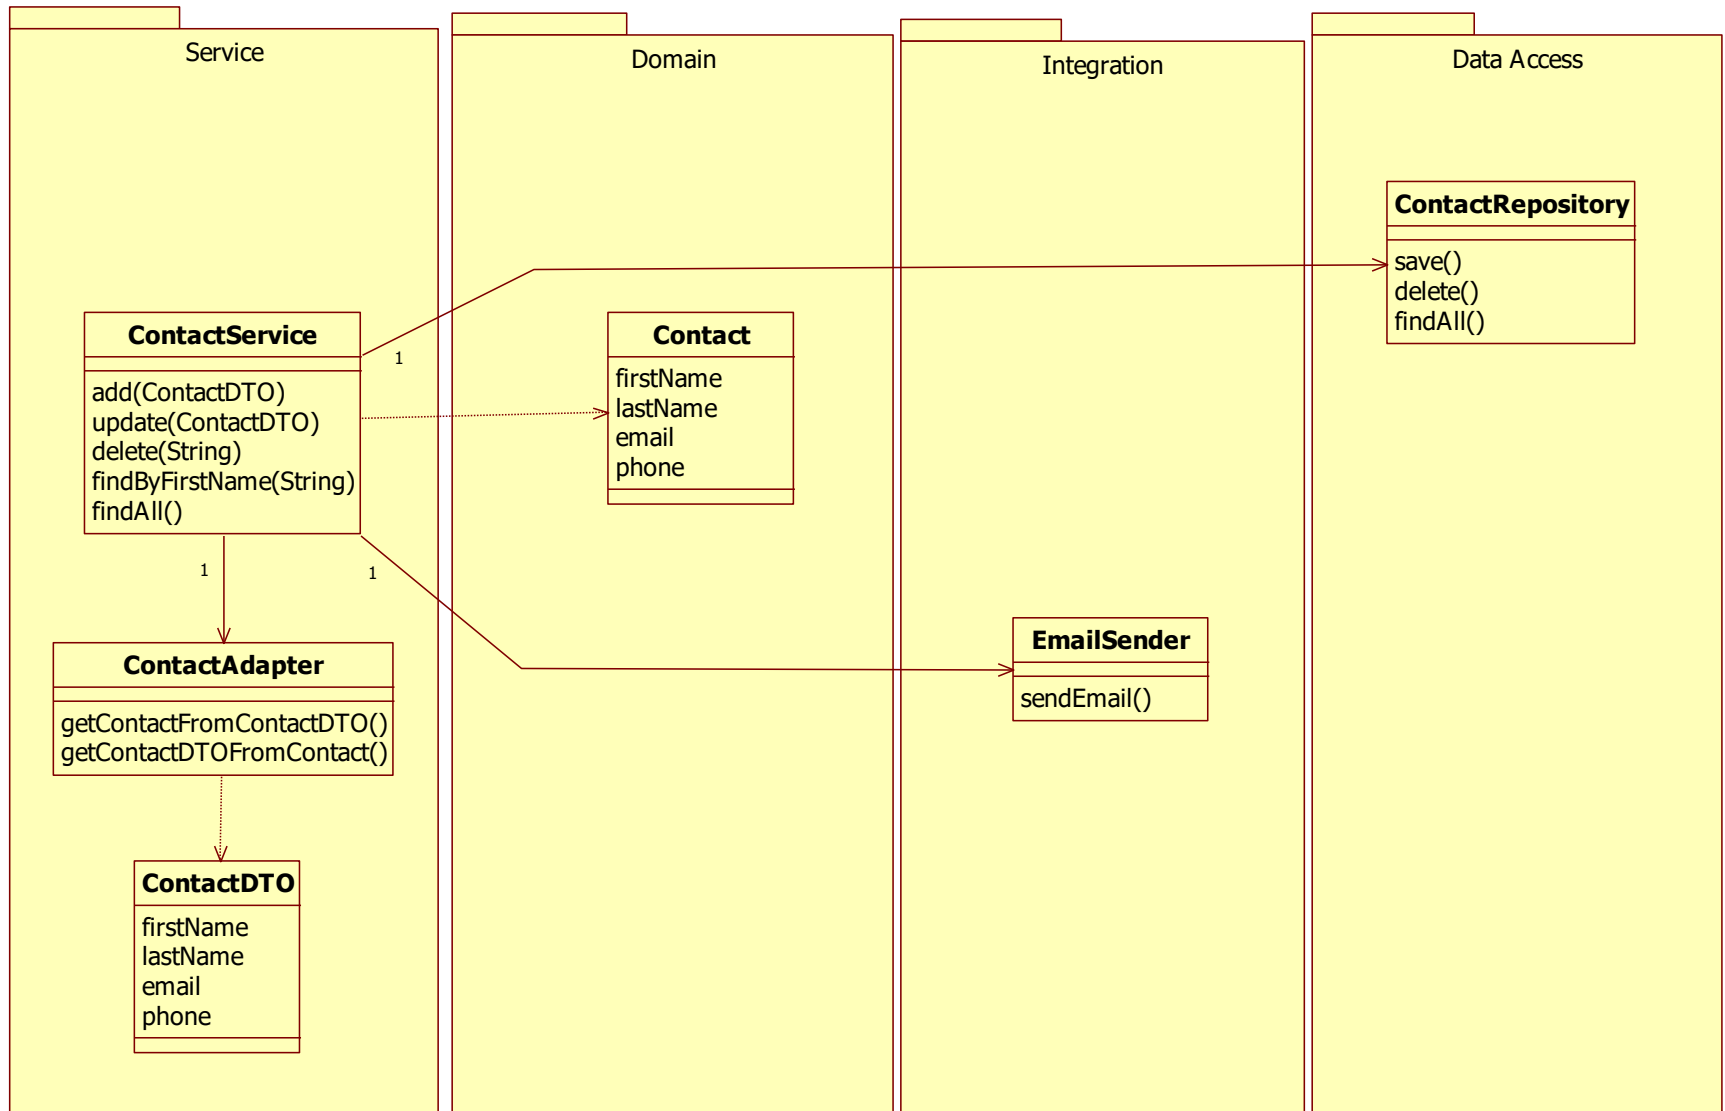 Service
Domain
Integration
Data Access
ContactService
add(ContactDTO)
update(ContactDTO)
delete(String)
findByFirstName(String)
findAll()
1
1
1
ContactAdapter
getContactFromContactDTO()
getContactDTOFromContact()
ContactDTO
firstName
lastName
email
phone
Contact
firstName
lastName
email
phone
EmailSender
sendEmail()
ContactRepository
save()
delete()
findAll()